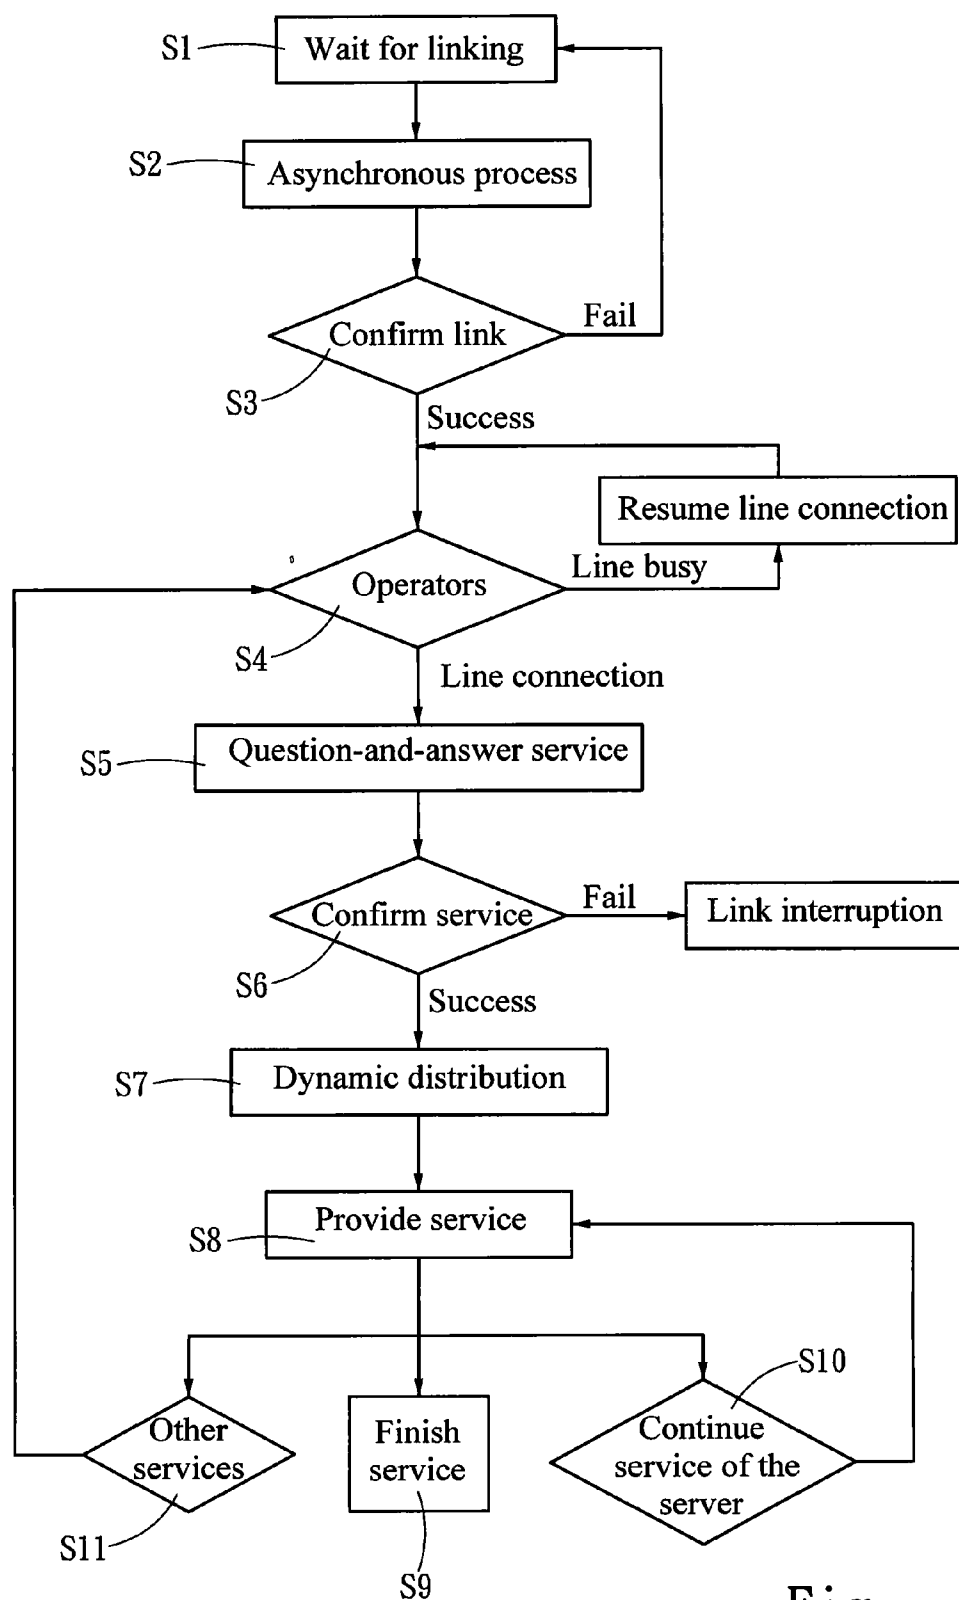 S1
Wait for linking
S2
Asynchronous process
Confirm link
Fail
S3
Success
Resume line connection
Operators
Line busy
S4
Line connection
S5
Question-and-answer service
Confirm service
Fail
Link interruption
S6
Success
S7
Dynamic distribution
S8
Provide service
S10
Other
services
Finish
service
Continue
service of the
server
S11
S9